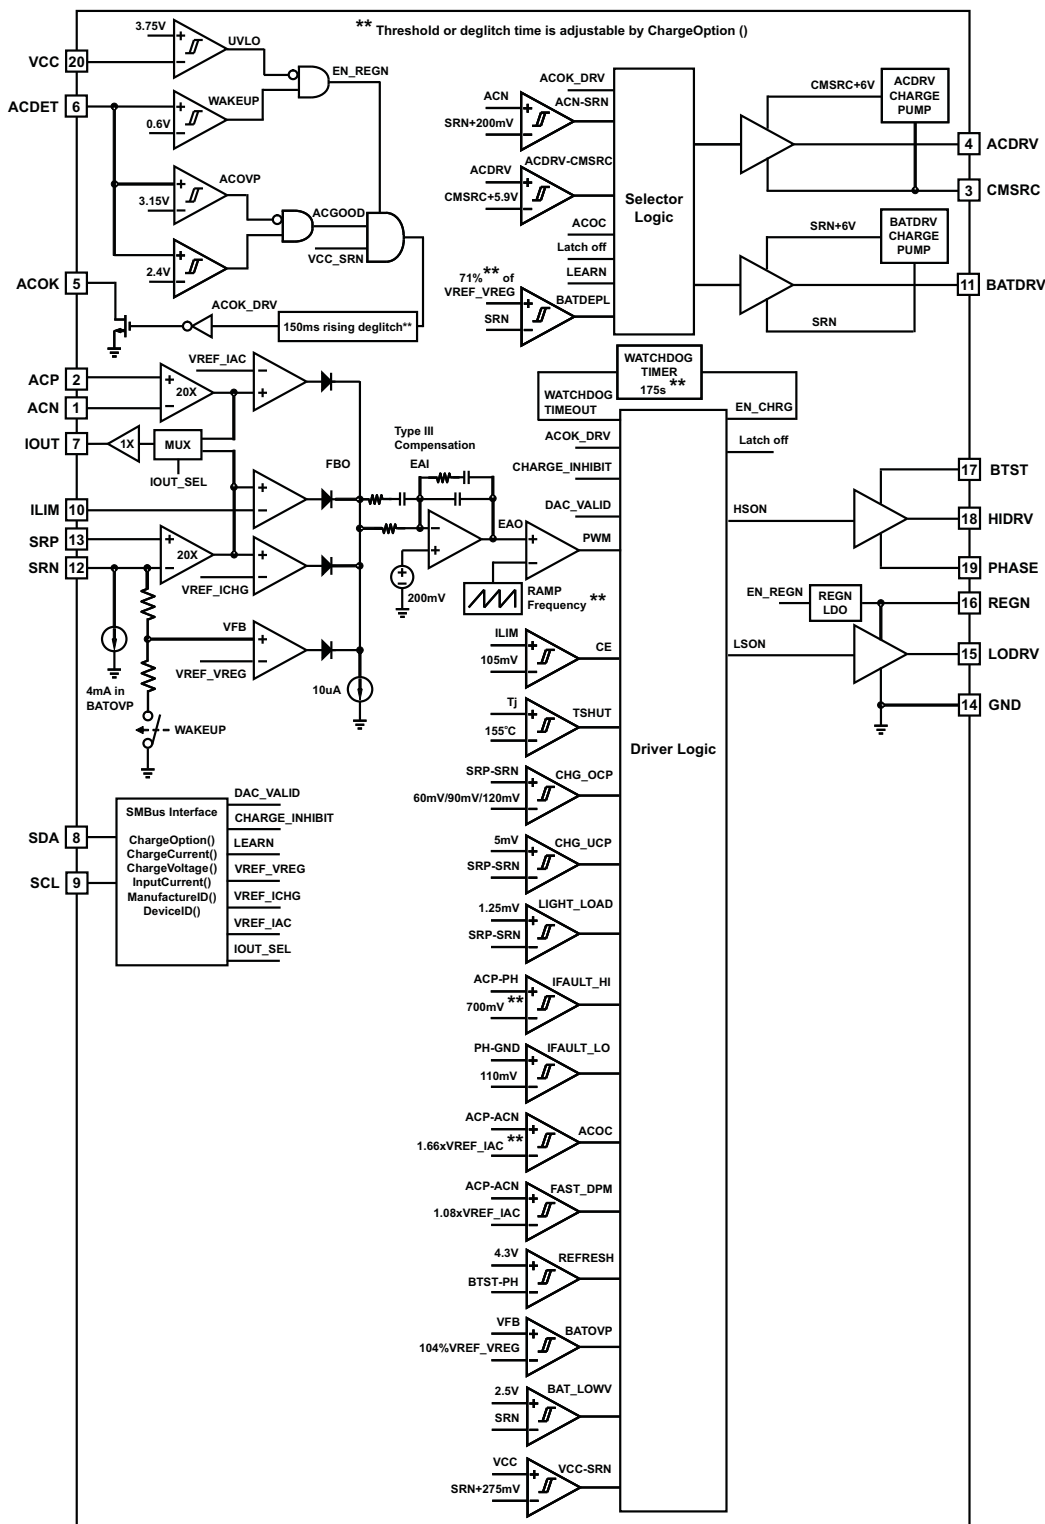 ** Threshold or deglitch time is adjustable by ChargeOption ()
3.75V
UVLO
VCC 20
EN_REGN
ACDET 6
WAKEUP
0.6V
ACOVP
3.15V
ACGOOD
2.4V
VCC_SRN
ACOK 5
ACOK_DRV
150ms rising deglitch**
ACOK_DRV
ACN
ACN-SRN
SRN+200mV
ACDRV-CMSRC
ACDRV
CMSRC+5.9V
ACOC
Latch off
LEARN
71%** of
VREF_VREG
BATDEPL
SRN
Selector
Logic
CMSRC+6V
ACDRV
CHARGE
PUMP
4 ACDRV
3 CMSRC
SRN+6V
BATDRV
CHARGE
PUMP
11 BATDRV
SRN
VREF_IAC
ACP 2
20X
ACN 1
IOUT 7
1X
MUX
IOUT_SEL
ILIM 10
SRP 13
SRN 12
20X
VREF_ICHG
VFB
VREF_VREG
4mA in
BATOVP
WAKEUP
10uA
FBO
Type III
Compensation
EAI
EAO
200mV
RAMP
Frequency **
PWM
WATCHDOG
TIMER
175s **
WATCHDOG
TIMEOUT
EN_CHRG
ACOK_DRV
Latch off
CHARGE_INHIBIT
DAC_VALID
HSON
17 BTST
18 HIDRV
19 PHASE
EN_REGN
REGN
LDO
16 REGN
LSON
15 LODRV
14 GND
Driver Logic
ILIM
CE
105mV
Tj
TSHUT
155°C
SRP-SRN
CHG_OCP
60mV/90mV/120mV
5mV
CHG_UCP
SRP-SRN
1.25mV
LIGHT_LOAD
SRP-SRN
ACP-PH
IFAULT_HI
700mV **
PH-GND
IFAULT_LO
110mV
ACP-ACN
ACOC
1.66xVREF_IAC **
ACP-ACN
FAST_DPM
1.08xVREF_IAC
4.3V
REFRESH
BTST-PH
VFB
BATOVP
104%VREF_VREG
2.5V
BAT_LOWV
SRN
VCC
VCC-SRN
SRN+275mV
SDA 8
SCL 9
SMBus Interface
ChargeOption()
ChargeCurrent()
ChargeVoltage()
InputCurrent()
ManufactureID()
DeviceID()
DAC_VALID
CHARGE_INHIBIT
LEARN
VREF_VREG
VREF_ICHG
VREF_IAC
IOUT_SEL